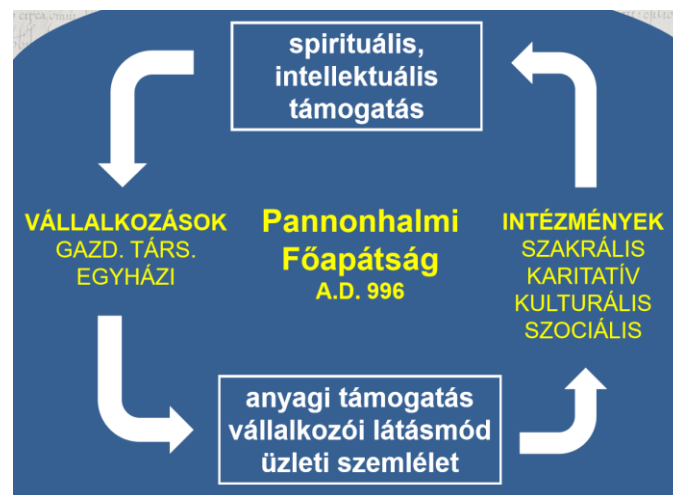 spirituális,
intellektuális
támogatás
VÁLLALKOZÁSOK
GAZD. TÁRS.
EGYHÁZI
Pannonhalmi
Főapátság
A.D. 996
INTÉZMÉNYEK
SZAKRÁLIS
KARITATÍV
KULTURÁLIS
SZOCIÁLIS
anyagi támogatás
vállalkozói látásmód
üzleti szemlélet